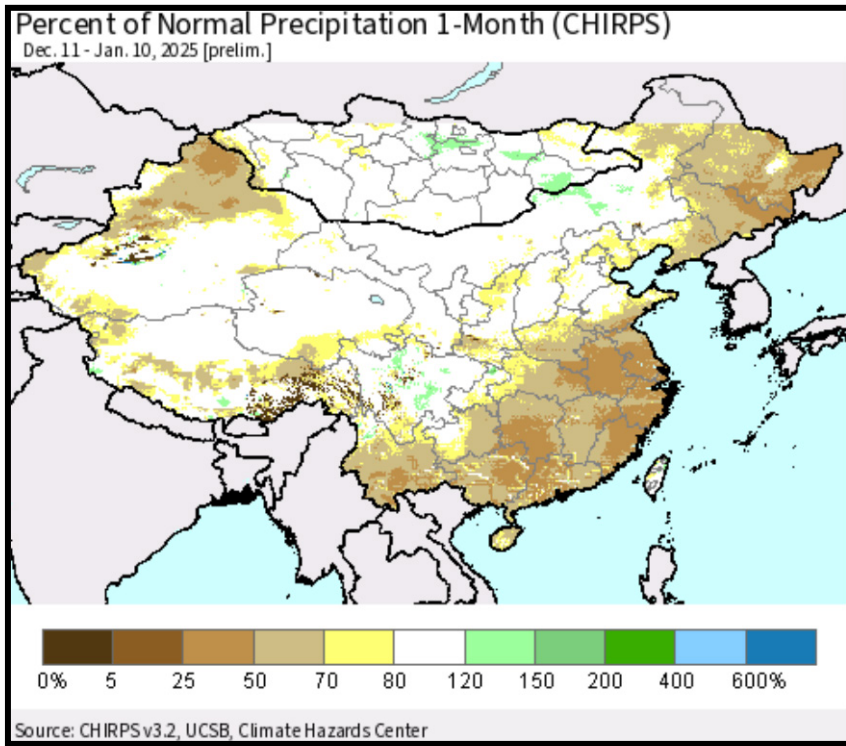 Percent of Normal Precipitation 1-Month (CHIRPS)
Dec. 11 - Jan. 10, 2025 [prelim.]
0% 5 25 50 70 80 120 150 200 400 600%
Source: CHIRPS v3.2, UCSB, Climate Hazards Center